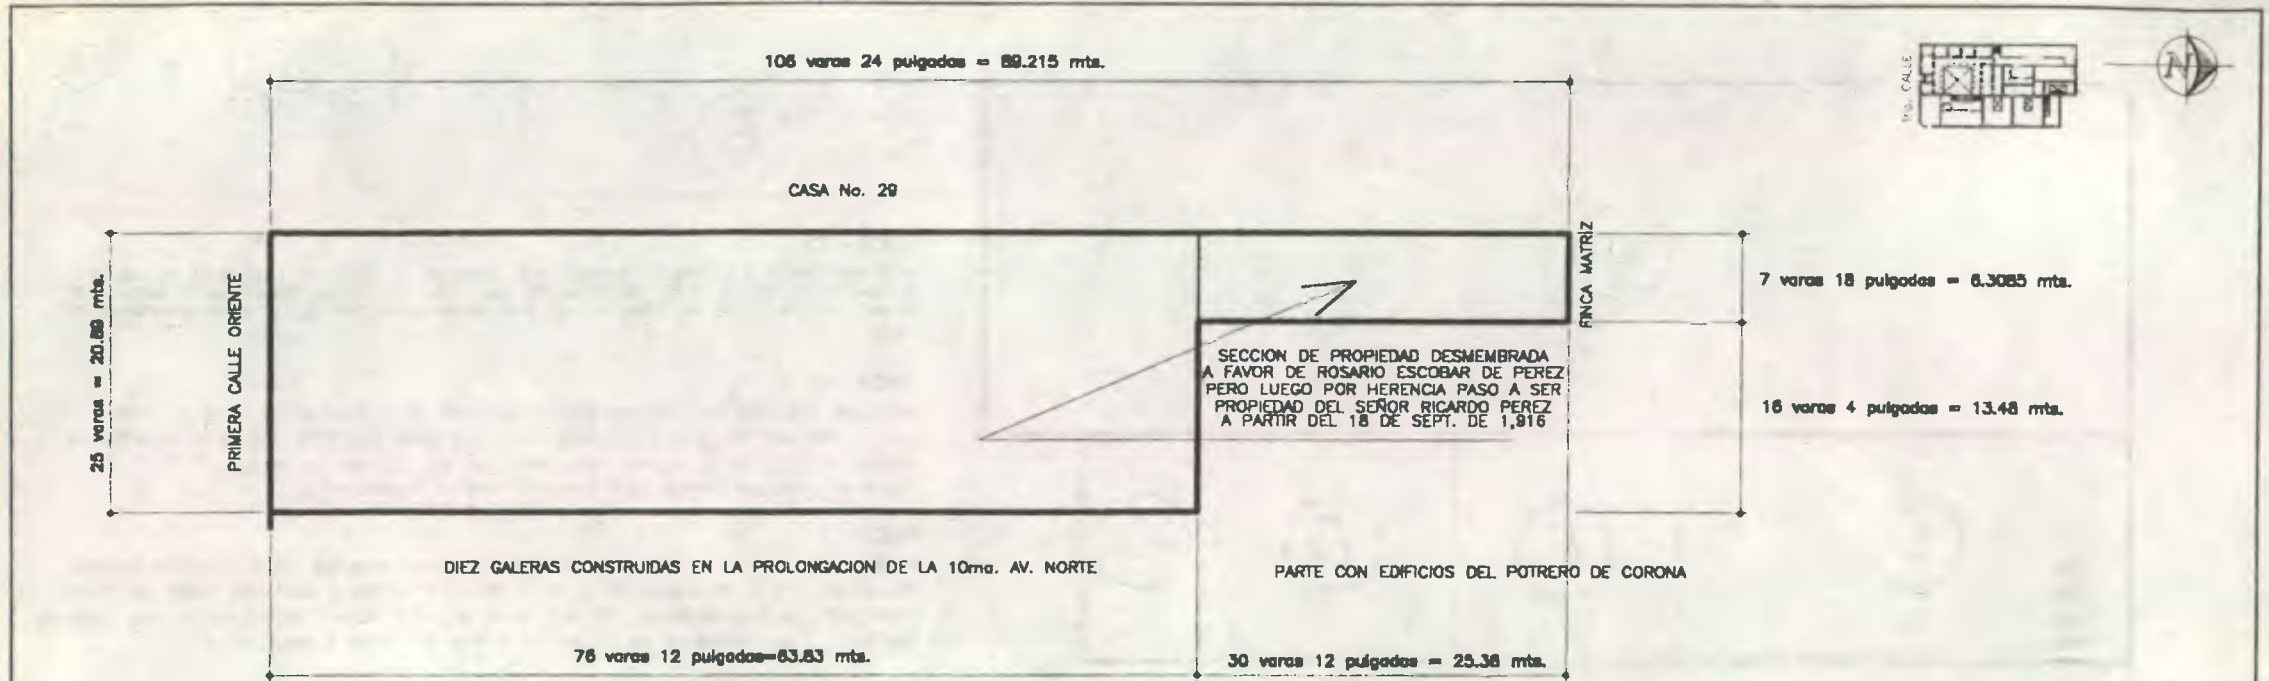 106 varas 24 pulgadas = 89.215 mts.
1ra. CALLE
N
CASA No. 29
25 varas = 20.89 mts.
PRIMERA CALLE ORIENTE
FINCA MATRIZ
7 varas 18 pulgadas = 6.3085 mts.
SECCION DE PROPIEDAD DESMEMBRADA
A FAVOR DE ROSARIO ESCOBAR DE PEREZ
PERO LUEGO POR HERENCIA PASO A SER
PROPIEDAD DEL SEÑOR RICARDO PEREZ
A PARTIR DEL 18 DE SEPT. DE 1,916
16 varas 4 pulgadas = 13.48 mts.
DIEZ GALERAS CONSTRUIDAS EN LA PROLONGACION DE LA 10ma. AV. NORTE
PARTE CON EDIFICIOS DEL POTRERO DE CORONA
76 varas 12 pulgadas=63.83 mts.
30 varas 12 pulgadas = 25.38 mts.